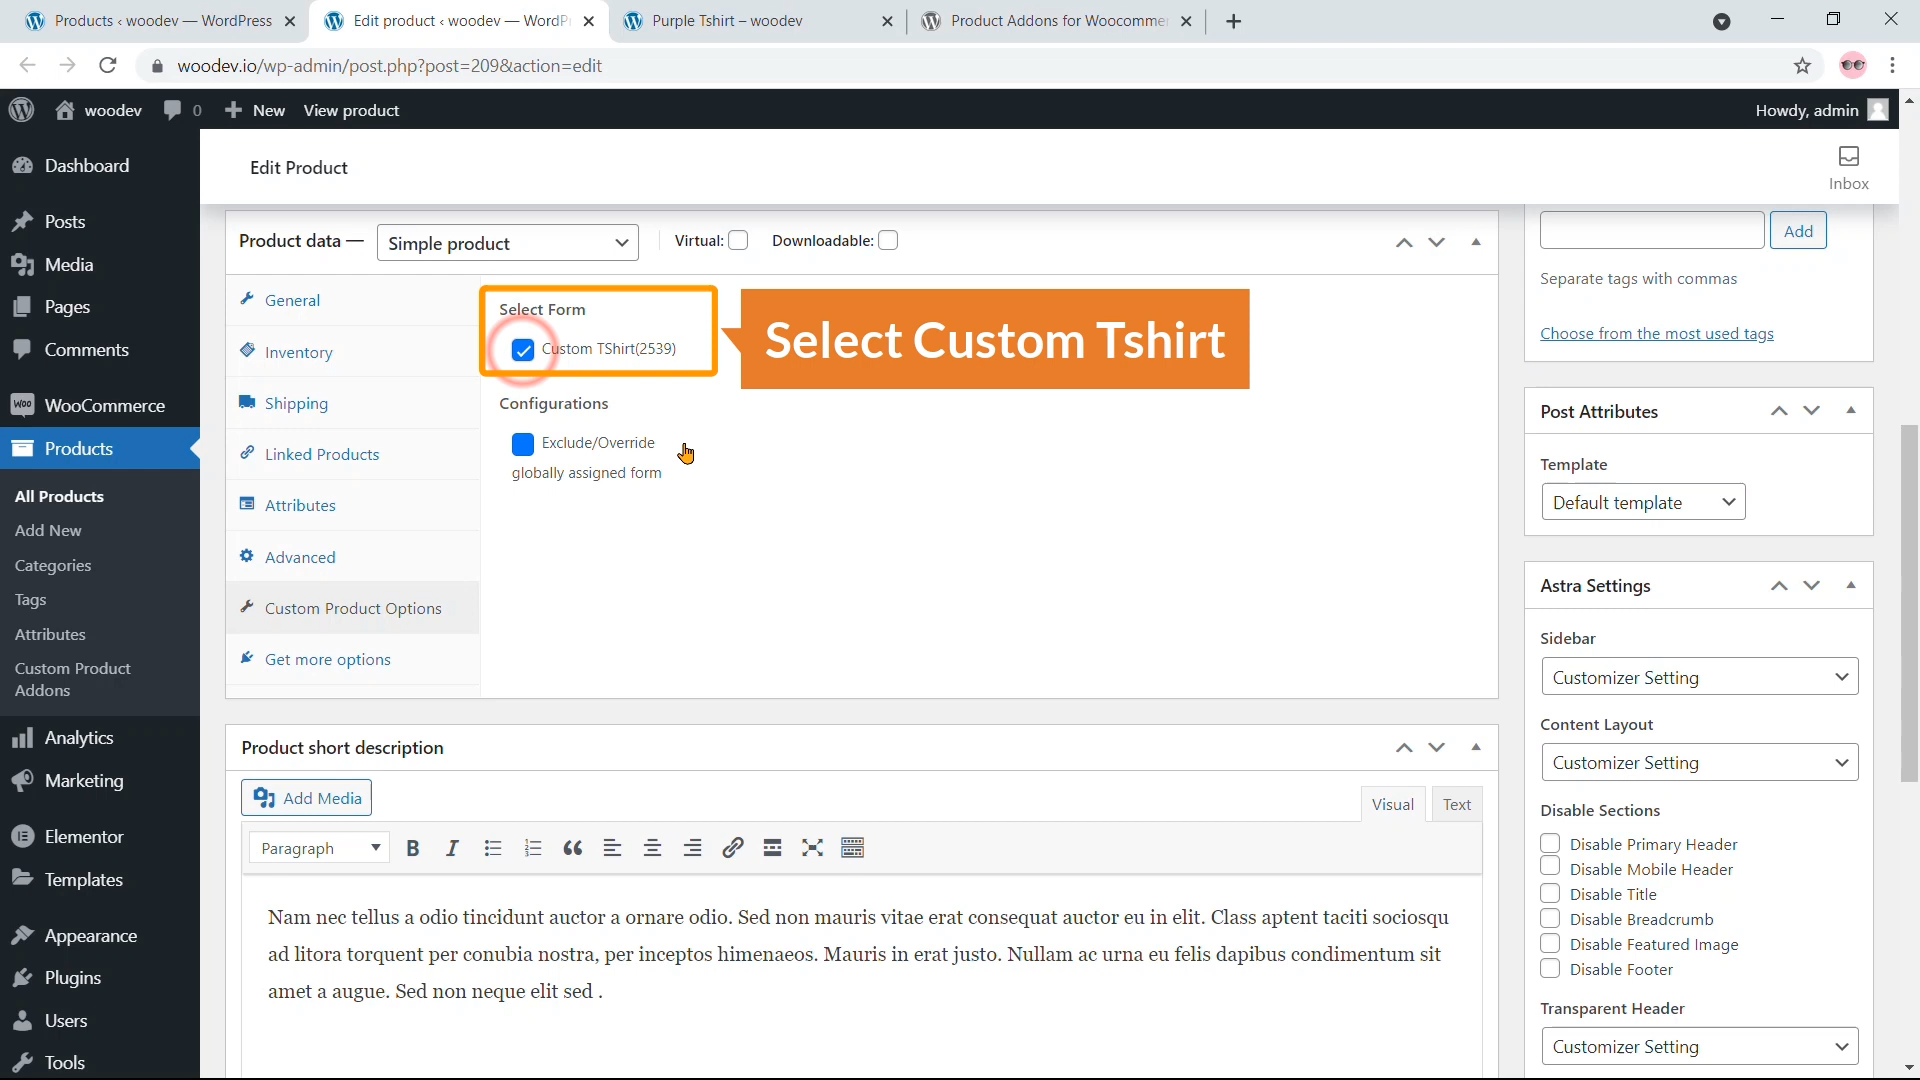 Products ‹ woodev — WordPress
Edit product ‹ woodev — WordP
Purple Tshirt – woodev
Product Addons for Woocomme
woodev.io/wp-admin/post.php?post=209&action=edit
woodev 0 New View product Howdy, admin
Dashboard
Posts
Media
Pages
Comments
WooCommerce
Products
All Products
Add New
Categories
Tags
Attributes
Custom Product
Addons
Analytics
Marketing
Elementor
Templates
Appearance
Plugins
Users
Tools
Edit Product
Inbox
Product data — Simple product Virtual: Downloadable:
General
Inventory
Shipping
Linked Products
Attributes
Advanced
Custom Product Options
Get more options
Select Form
Custom TShirt(2539)
Select Custom Tshirt
Configurations
Exclude/Override
globally assigned form
Product short description
Add Media
Visual Text
Paragraph
Nam nec tellus a odio tincidunt auctor a ornare odio. Sed non mauris vitae erat consequat auctor eu in elit. Class aptent taciti sociosqu
ad litora torquent per conubia nostra, per inceptos himenaeos. Mauris in erat justo. Nullam ac urna eu felis dapibus condimentum sit
amet a augue. Sed non neque elit sed .
Add
Separate tags with commas
Choose from the most used tags
Post Attributes
Template
Default template
Astra Settings
Sidebar
Customizer Setting
Content Layout
Customizer Setting
Disable Sections
Disable Primary Header
Disable Mobile Header
Disable Title
Disable Breadcrumb
Disable Featured Image
Disable Footer
Transparent Header
Customizer Setting